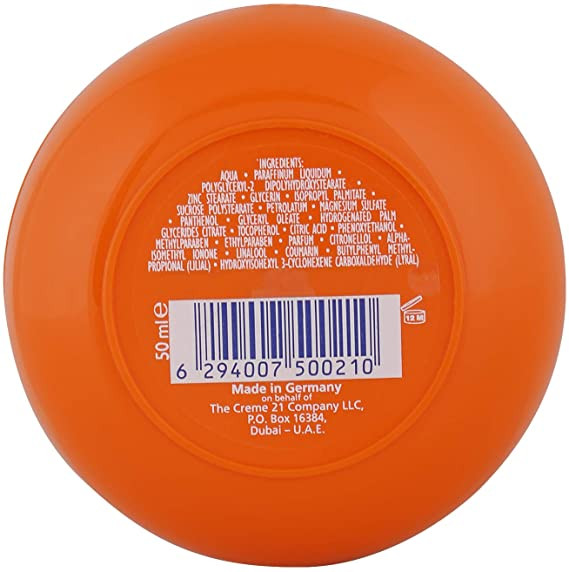 INGREDIENTS:
AQUA • PARAFFINUM LIQUIDUM •
POLYGLYCERYL-2 DIPOLYHYDROXYSTEARATE •
ZINC STEARATE • GLYCERIN • ISOPROPYL PALMITATE •
SUCROSE POLYSTEARATE • PETROLATUM • MAGNESIUM SULFATE
• PANTHENOL • GLYCERYL OLEATE • HYDROGENATED PALM
GLYCERIDES CITRATE • TOCOPHEROL • CITRIC ACID • PHENOXYETHANOL •
METHYLPARABEN • ETHYLPARABEN • PARFUM • CITRONELLOL • ALPHA-
ISOMETHYL IONONE • LINALOOL • COUMARIN • BUTYLPHENYL METHYL-
PROPIONAL (LILIAL) • HYDROXYISOHEXYL 3-CYCLOHEXENE CARBOXALDEHYDE (LYRAL)
50 ml e
12 M
6 294007 500210
Made in Germany
on behalf of
The Creme 21 Company LLC,
P.O. Box 16384,
Dubai – U.A.E.